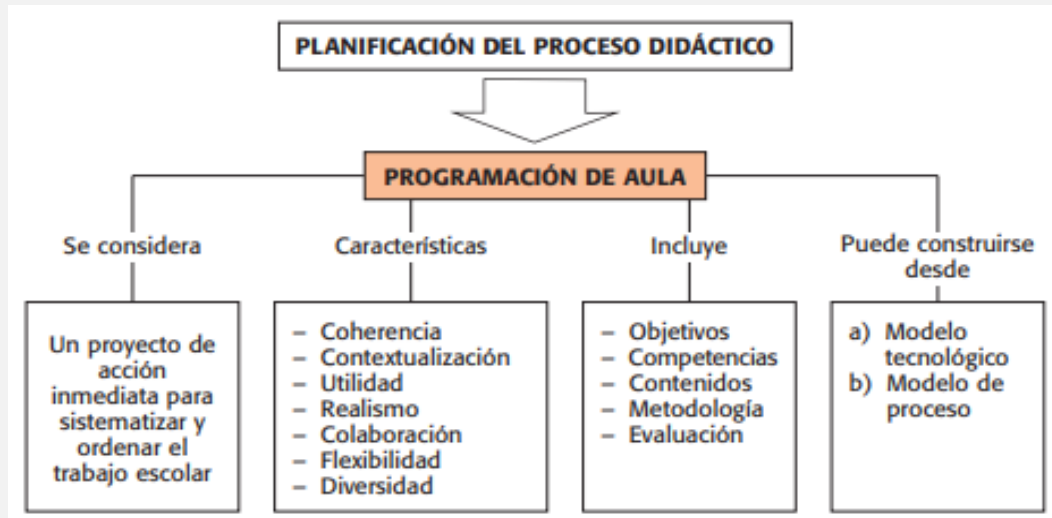 PLANIFICACIÓN DEL PROCESO DIDÁCTICO
PROGRAMACIÓN DE AULA
Se considera
Un proyecto de
acción
inmediata para
sistematizar y
ordenar el
trabajo escolar
Características
– Coherencia
– Contextualización
– Utilidad
– Realismo
– Colaboración
– Flexibilidad
– Diversidad
Incluye
– Objetivos
– Competencias
– Contenidos
– Metodología
– Evaluación
Puede construirse
desde
a) Modelo
tecnológico
b) Modelo de
proceso